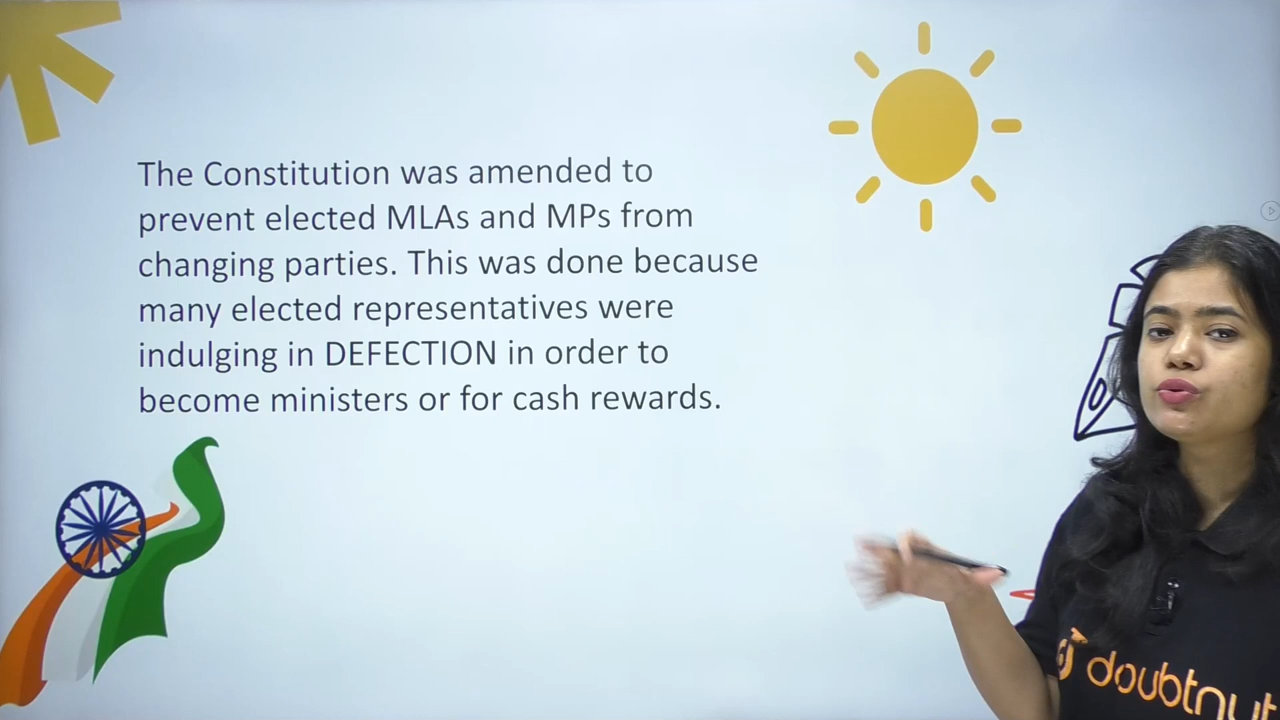 The Constitution was amended to
prevent elected MLAs and MPs from
changing parties. This was done because
many elected representatives were
indulging in DEFECTION in order to
become ministers or for cash rewards.
doubtnut